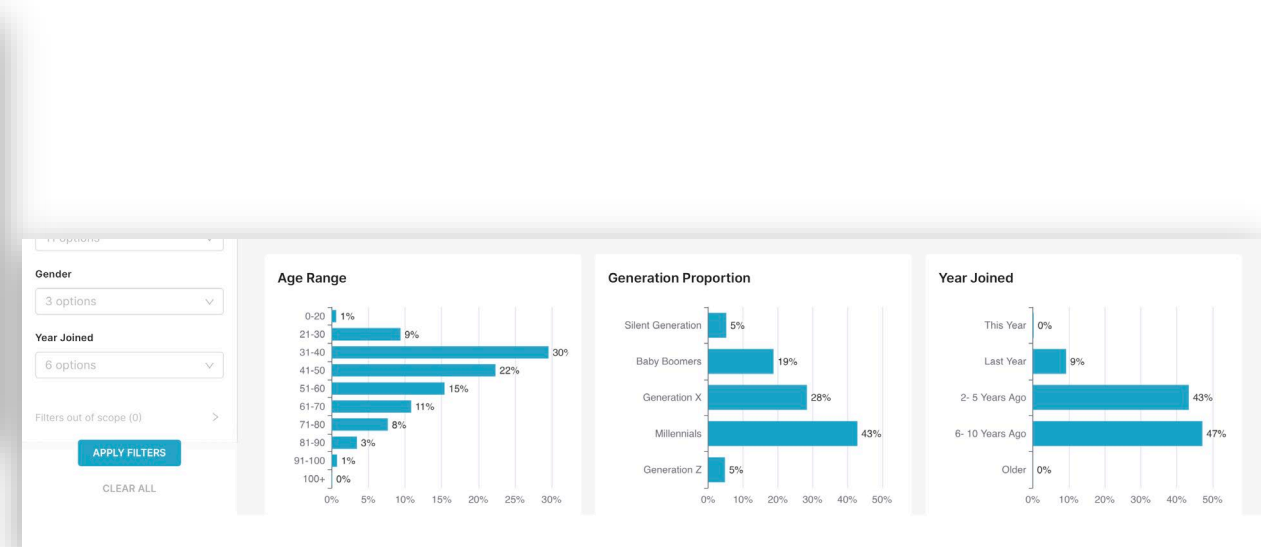 11 options
Gender
3 options
Year Joined
6 options
Filters out of scope (0)
APPLY FILTERS
CLEAR ALL
Age Range
0-20 1%
21-30 9%
31-40 30%
41-50 22%
51-60 15%
61-70 11%
71-80 8%
81-90 3%
91-100 1%
100+ 0%
0% 5% 10% 15% 20% 25% 30%
Generation Proportion
Silent Generation 5%
Baby Boomers 19%
Generation X 28%
Millennials 43%
Generation Z 5%
0% 10% 20% 30% 40% 50%
Year Joined
This Year 0%
Last Year 9%
2- 5 Years Ago 43%
6- 10 Years Ago 47%
Older 0%
0% 10% 20% 30% 40% 50%